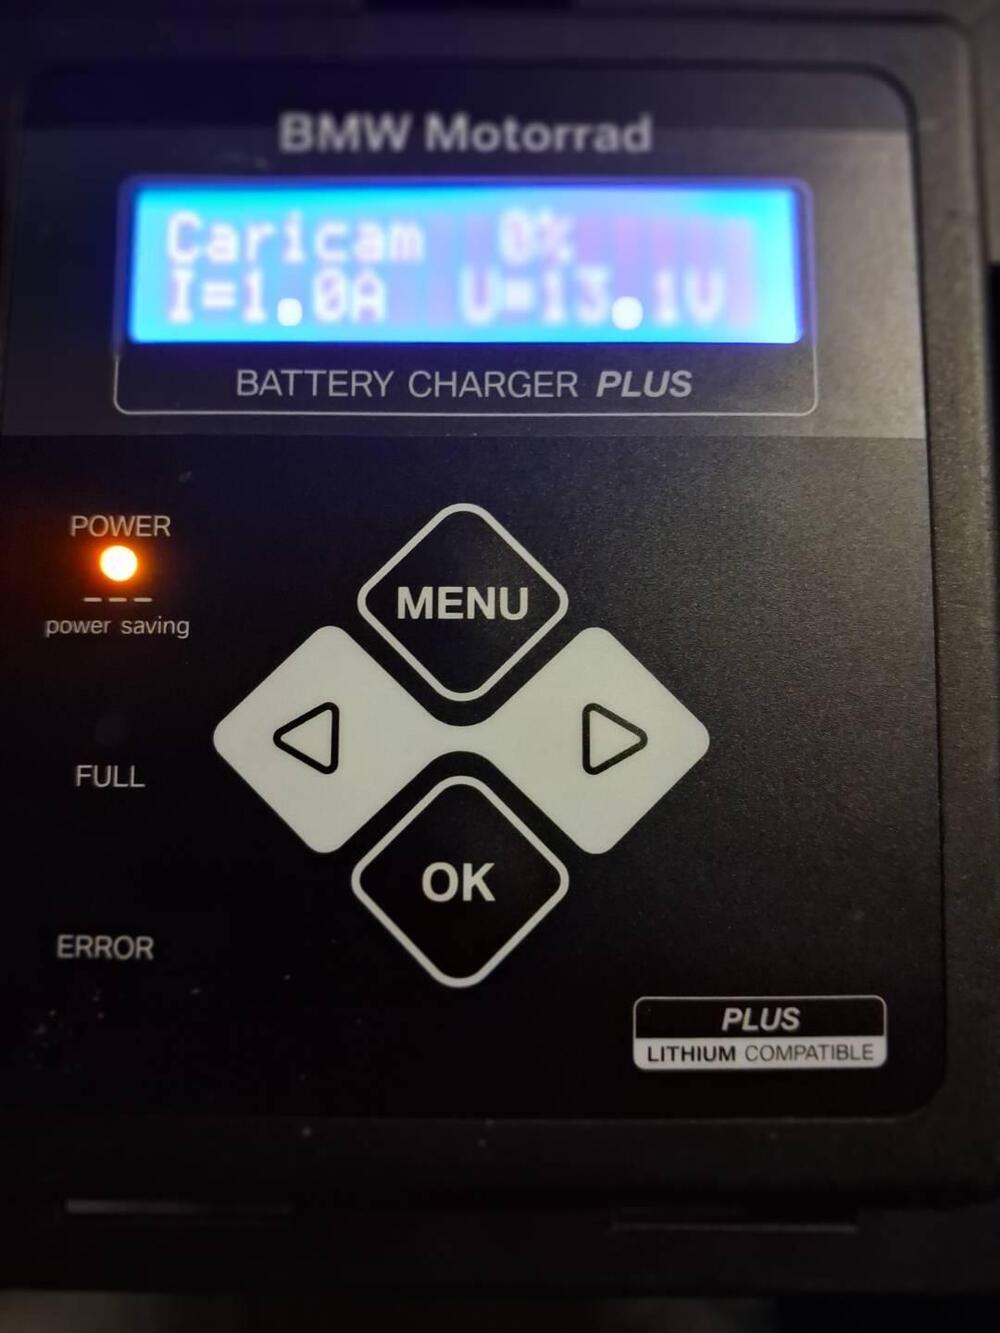 BMW Motorrad
Caricam 0%
I=1.0A U=13.1V
BATTERY CHARGER PLUS
POWER
power saving
MENU
FULL
OK
ERROR
PLUS
LITHIUM COMPATIBLE